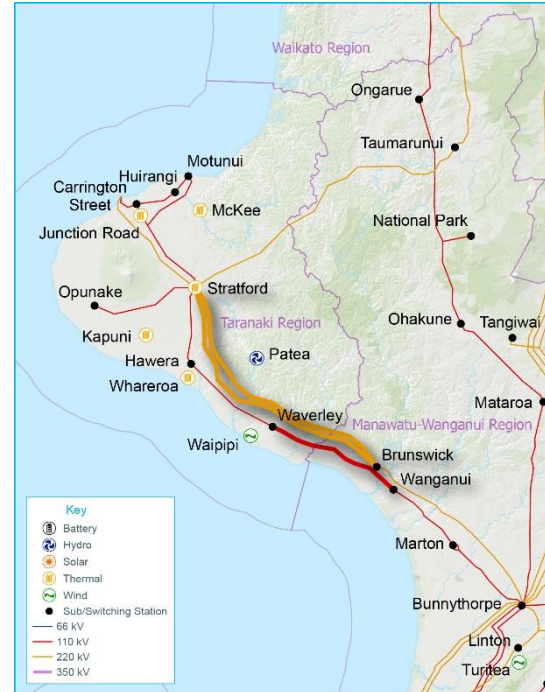 Waikato Region
Ongarue
Taumarunui
Motunui
Huirangi
Carrington
Street
McKee
Junction Road
National Park
Stratford
Opunake
Taranaki Region
Ohakune
Tangiwai
Kapuni
Patea
Hawera
Whareroa
Mataroa
Waverley
Manawatu-Wanganui Region
Waipipi
Brunswick
Wanganui
Marton
Bunnythorpe
Linton
Turitea
Key
Battery
Hydro
Solar
Thermal
Wind
Sub/Switching Station
66 kV
110 kV
220 kV
350 kV